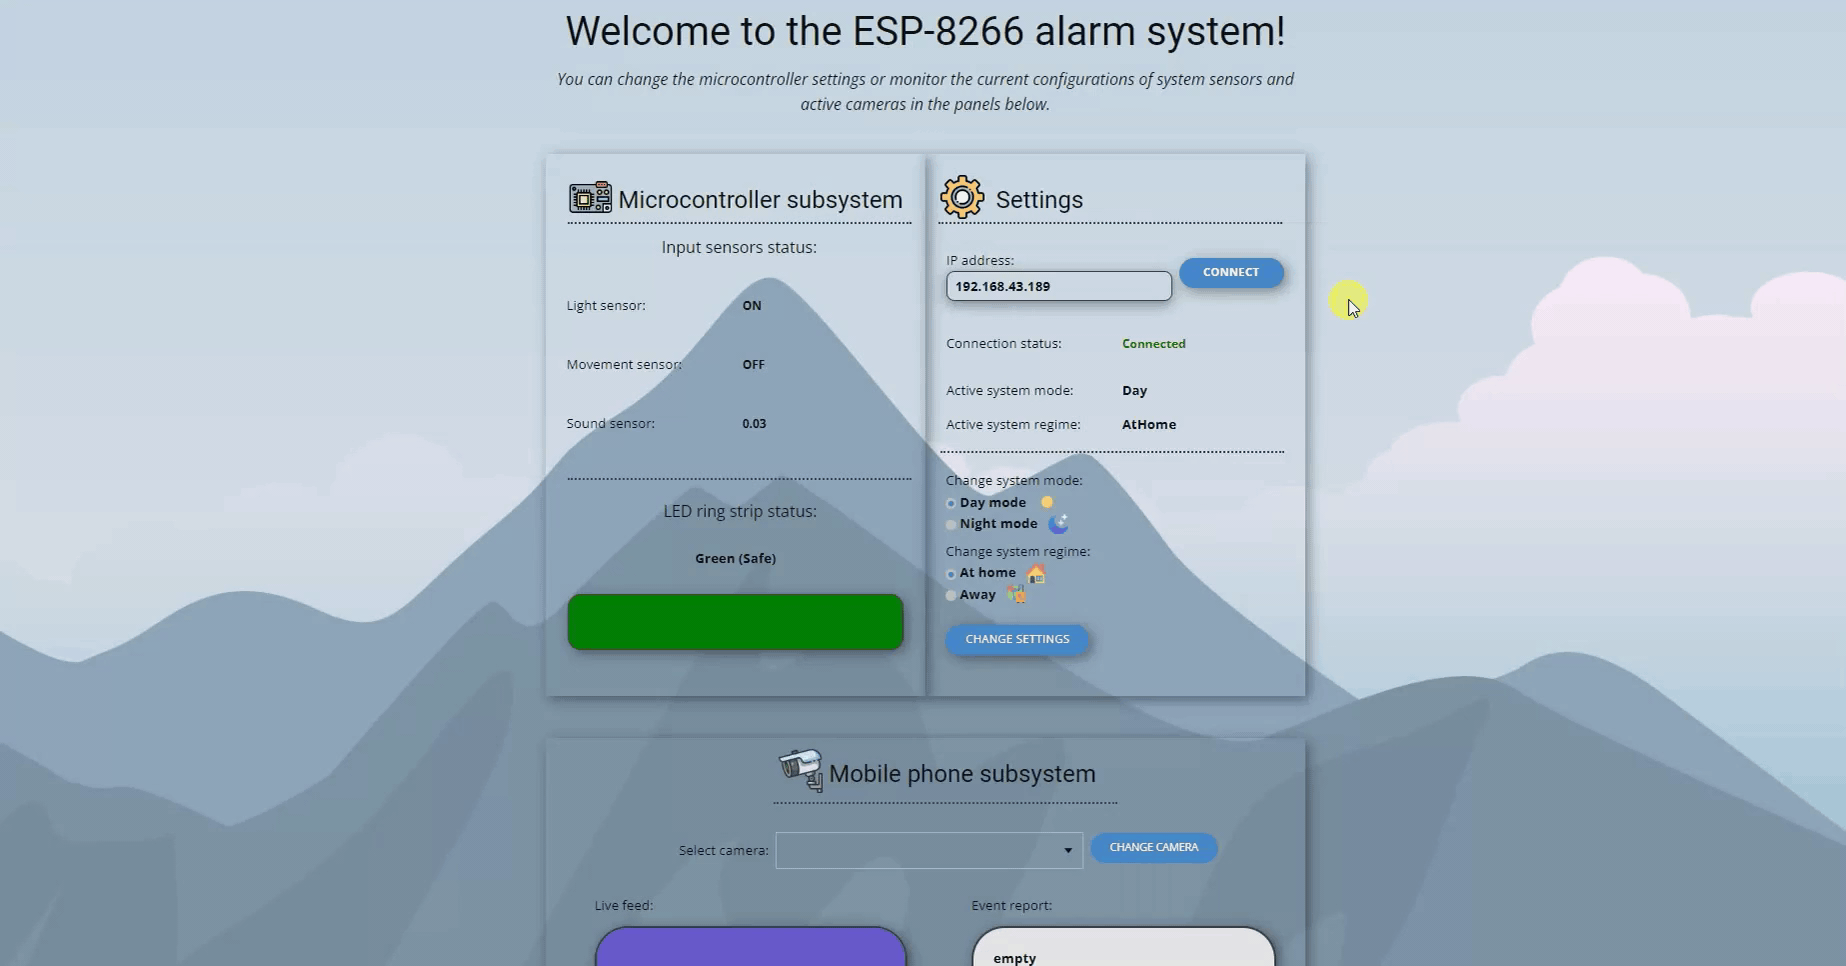 Welcome to the ESP-8266 alarm system!
You can change the microcontroller settings or monitor the current configurations of system sensors and
active cameras in the panels below.
Microcontroller subsystem
Input sensors status:
Light sensor: ON
Movement sensor: OFF
Sound sensor: 0.03
LED ring strip status:
Green (Safe)
Settings
IP address:
192.168.43.189
CONNECT
Connection status: Connected
Active system mode: Day
Active system regime: AtHome
Change system mode:
Day mode
Night mode
Change system regime:
At home
Away
CHANGE SETTINGS
Mobile phone subsystem
Select camera:
CHANGE CAMERA
Live feed:
Event report:
empty